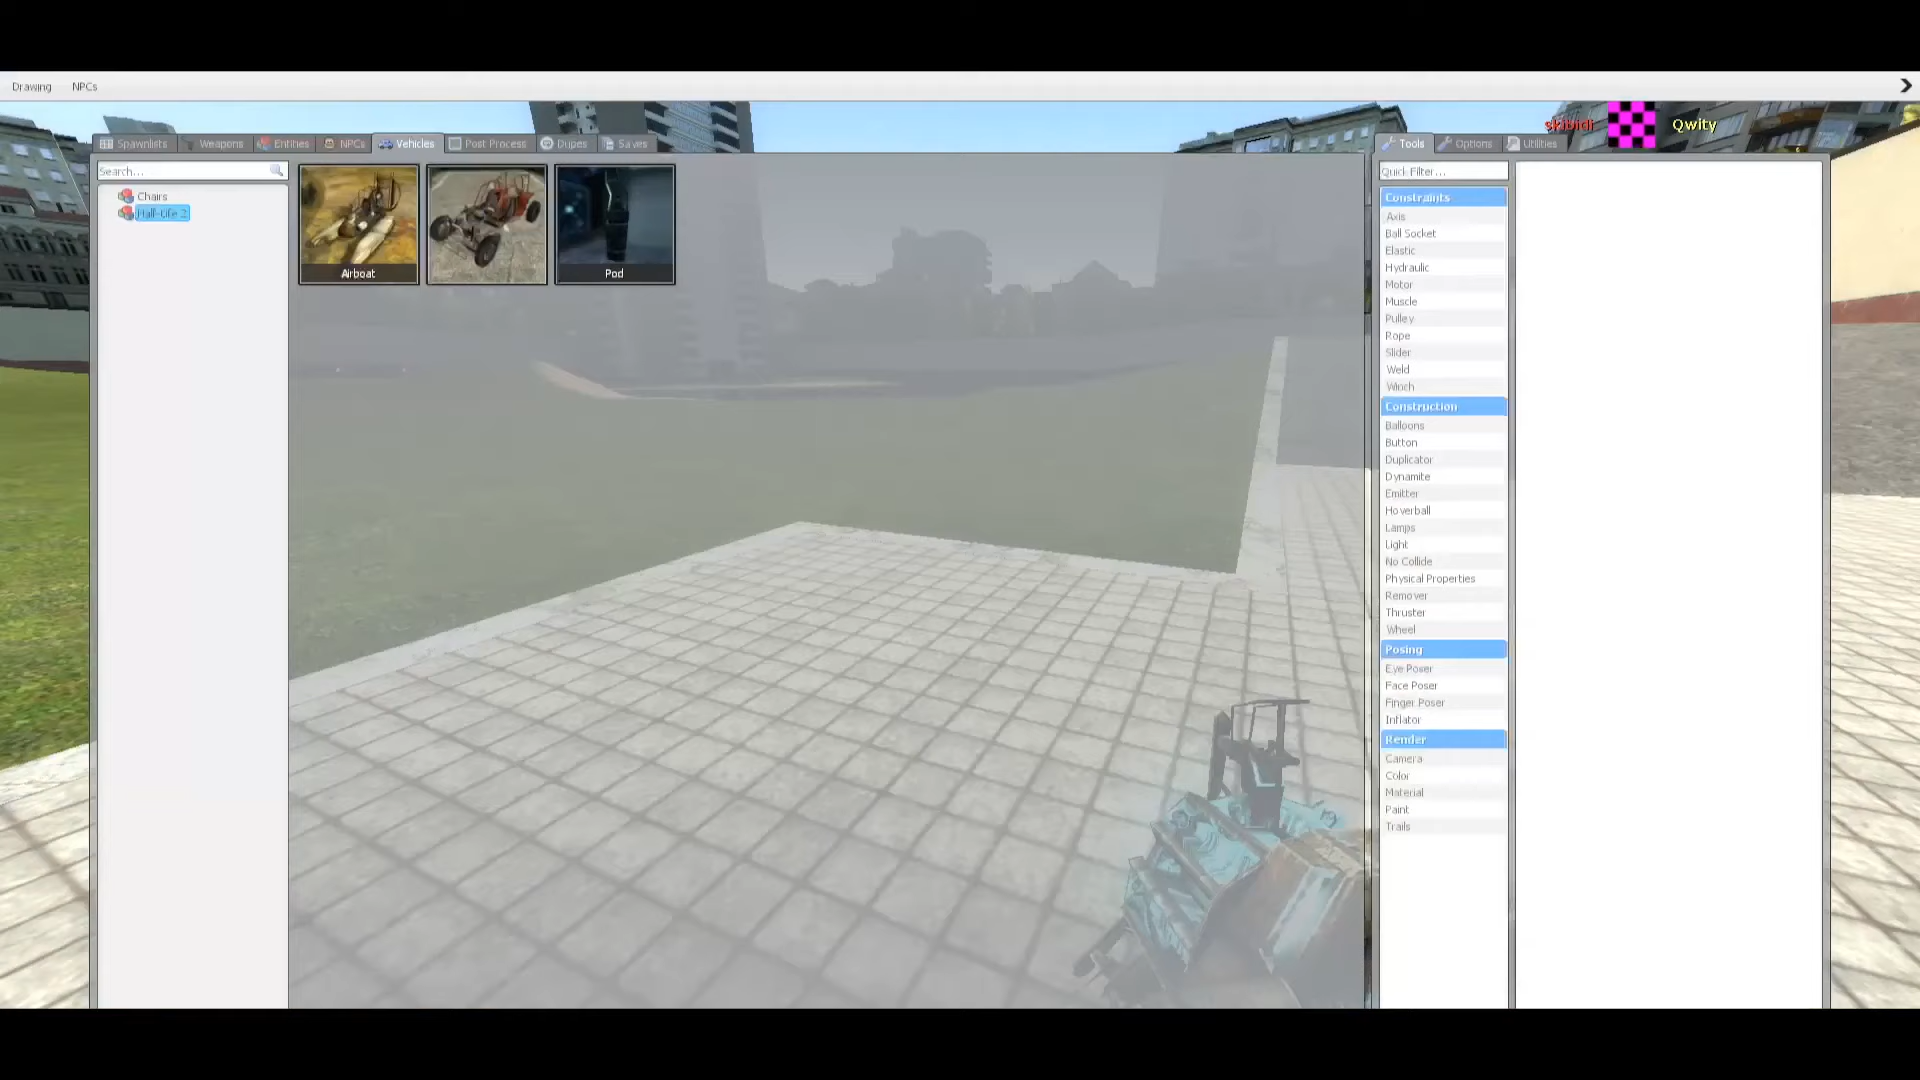 Drawing NPCs
skibidi Qwity
Spawnlists Weapons Entities NPCs Vehicles Post Process Dupes Saves
Tools Options Utilities
Search...
Chairs
Half-Life 2
Airboat
Pod
Quick Filter...
Constraints
Axis
Ball Socket
Elastic
Hydraulic
Motor
Muscle
Pulley
Rope
Slider
Weld
Winch
Construction
Balloons
Button
Duplicator
Dynamite
Emitter
Hoverball
Lamps
Light
No Collide
Physical Properties
Remover
Thruster
Wheel
Posing
Eye Poser
Face Poser
Finger Poser
Inflator
Render
Camera
Color
Material
Paint
Trails